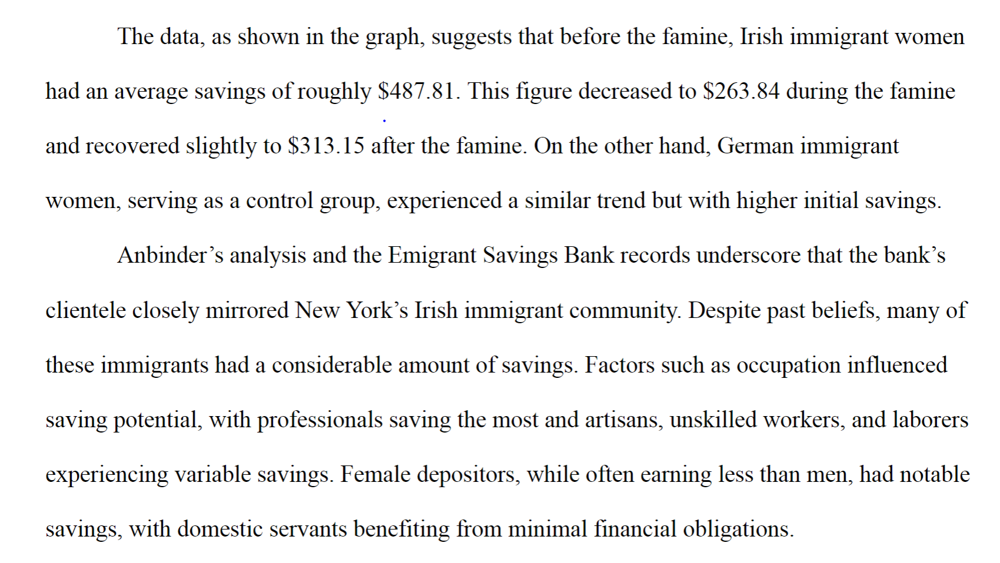 The data, as shown in the graph, suggests that before the famine, Irish immigrant women
had an average savings of roughly $487.81. This figure decreased to $263.84 during the famine
and recovered slightly to $313.15 after the famine. On the other hand, German immigrant
women, serving as a control group, experienced a similar trend but with higher initial savings.
Anbinder’s analysis and the Emigrant Savings Bank records underscore that the bank’s
clientele closely mirrored New York’s Irish immigrant community. Despite past beliefs, many of
these immigrants had a considerable amount of savings. Factors such as occupation influenced
saving potential, with professionals saving the most and artisans, unskilled workers, and laborers
experiencing variable savings. Female depositors, while often earning less than men, had notable
savings, with domestic servants benefiting from minimal financial obligations.